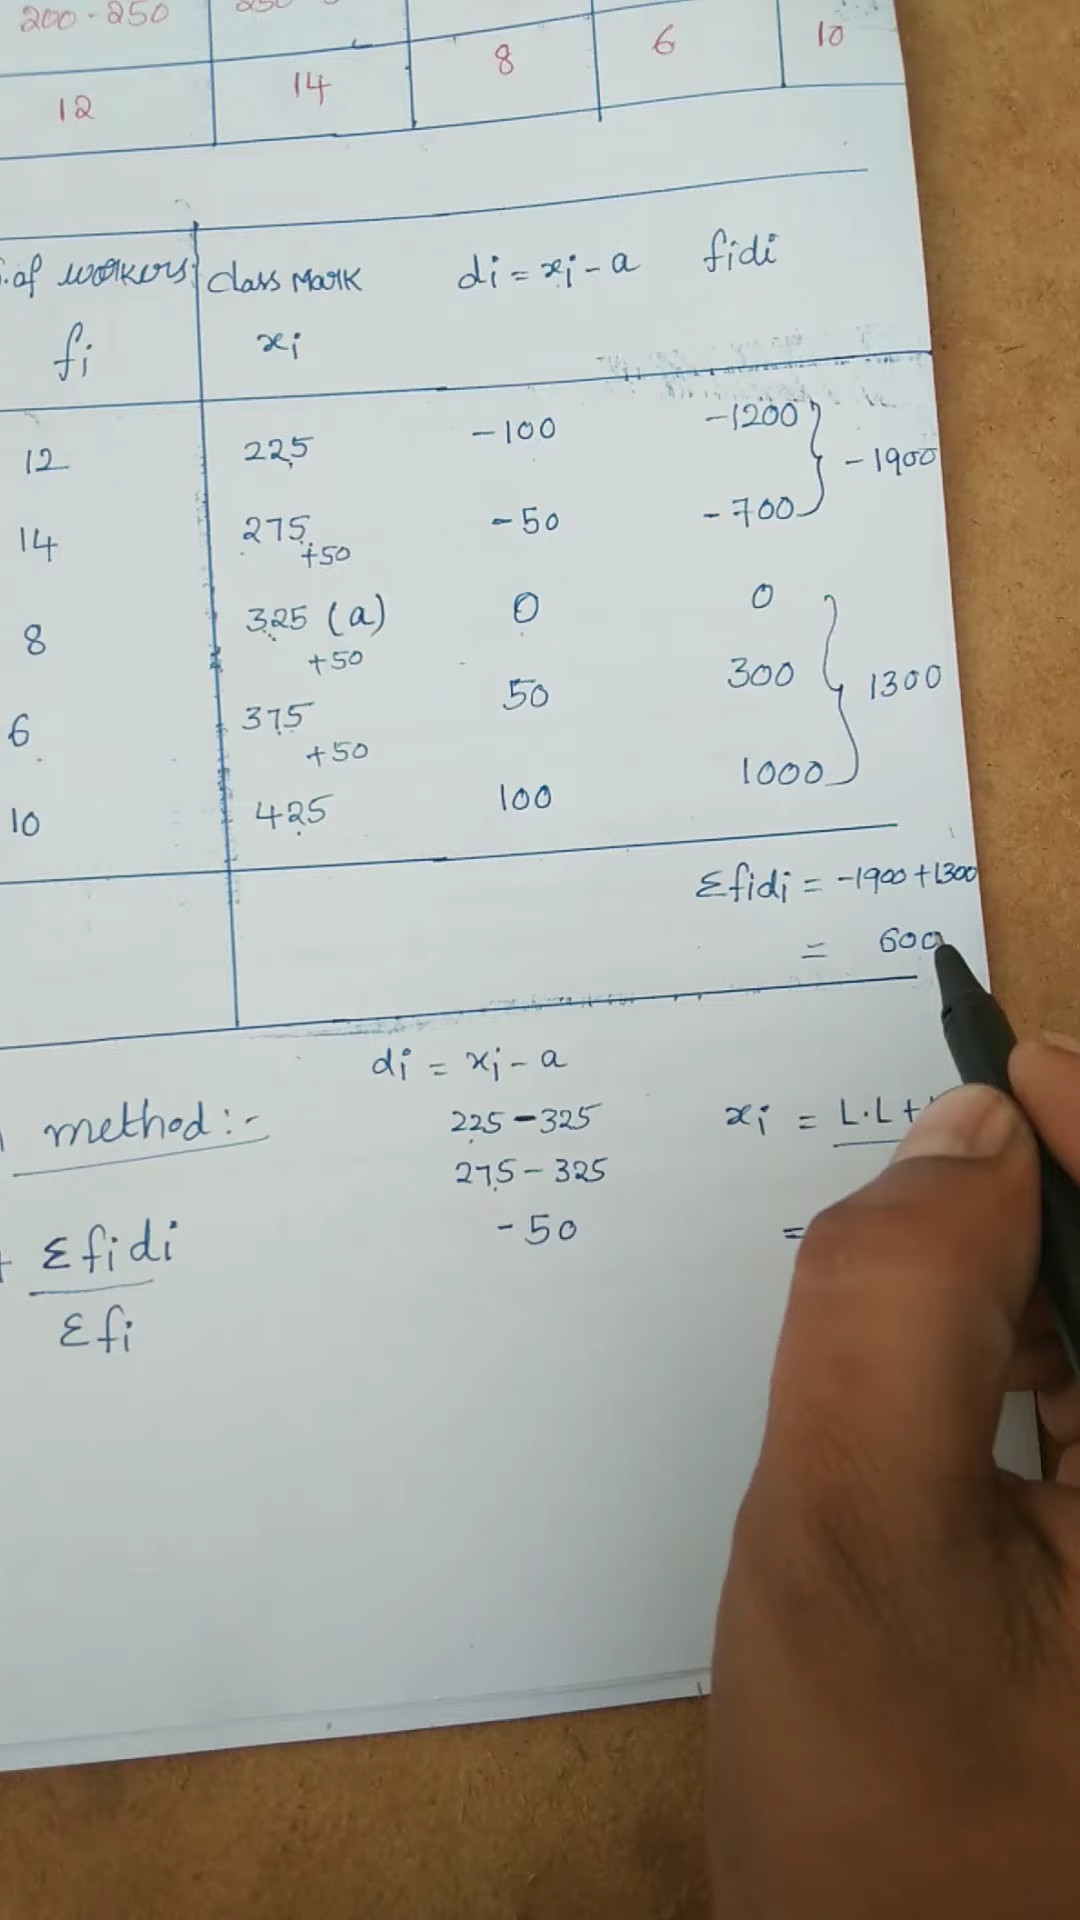 200-250
12 14 8 6 10
of workers class Mark di = xi - a fidi
fi xi
12 225 -100 -1200 } -1900
14 275 -50 -700
+50
8 325 (a) 0 0
+50
6 375 50 300 } 1300
+50
10 425 100 1000
Σfidi = -1900+1300
= 600
di = xi - a
method:- 225-325 xi = L.L+
275-325
Σfidi -50 =
Σfi